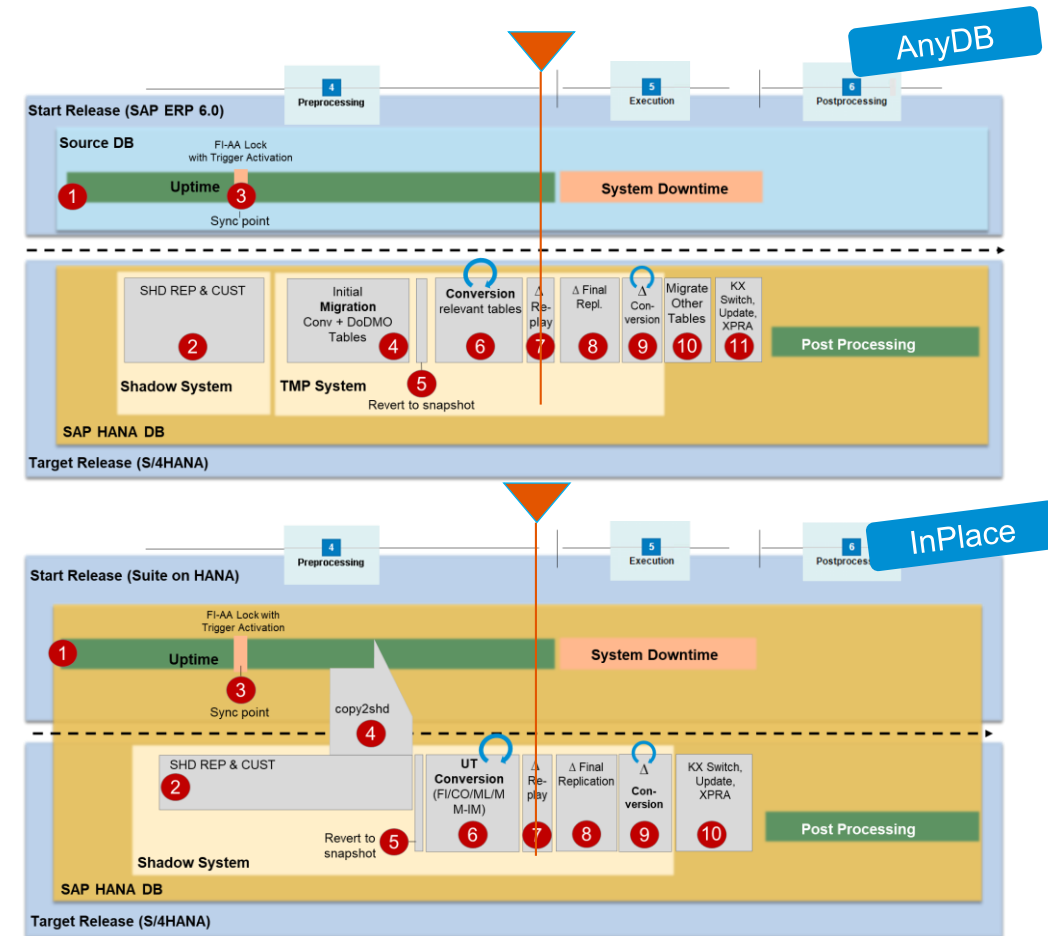 AnyDB
4
Preprocessing
5
Execution
6
Postprocessing
Start Release (SAP ERP 6.0)
Source DB
FI-AA Lock
with Trigger Activation
1
Uptime
3
System Downtime
Sync point
SHD REP & CUST
2
Shadow System
Initial
Migration
Conv + DoDMO
Tables
4
TMP System
5
Revert to snapshot
Conversion
relevant tables
6
Δ
Re-
play
7
Δ Final
Repl.
8
Δ
Con-
version
9
Migrate
Other
Tables
10
KX
Switch,
Update,
XPRA
11
Post Processing
SAP HANA DB
Target Release (S/4HANA)
InPlace
4
Preprocessing
5
Execution
6
Postproces
Start Release (Suite on HANA)
FI-AA Lock with
Trigger Activation
1
Uptime
3
System Downtime
Sync point
copy2shd
4
SHD REP & CUST
2
Revert to
snapshot
5
UT
Conversion
(FI/CO/ML/M
M-IM)
6
Δ
Re-
play
7
Δ Final
Replication
8
Δ
Con-
version
9
KX Switch,
Update,
XPRA
10
Post Processing
Shadow System
SAP HANA DB
Target Release (S/4HANA)